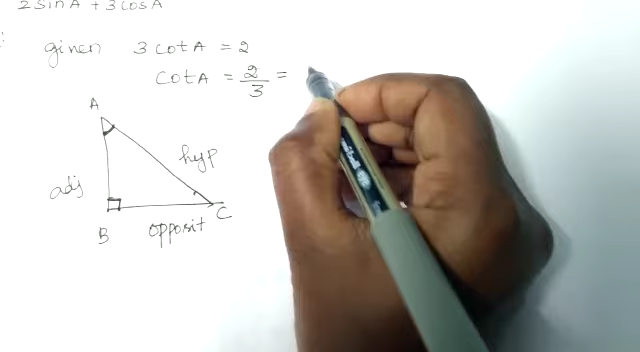 2 sin A + 3 cos A
given 3 cot A = 2
cot A = 2/3 =
A
hyp
adj
C
B opposit